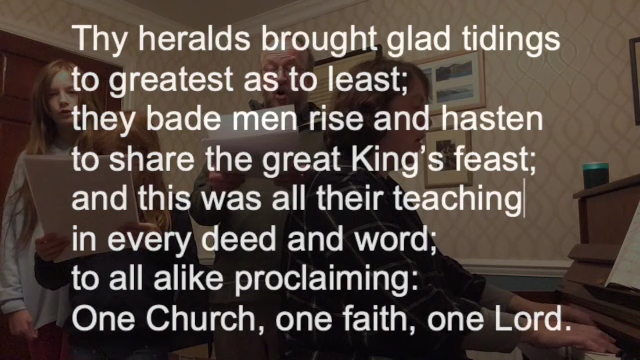 Thy heralds brought glad tidings
to greatest as to least;
they bade men rise and hasten
to share the great King’s feast;
and this was all their teaching
in every deed and word;
to all alike proclaiming:
One Church, one faith, one Lord.